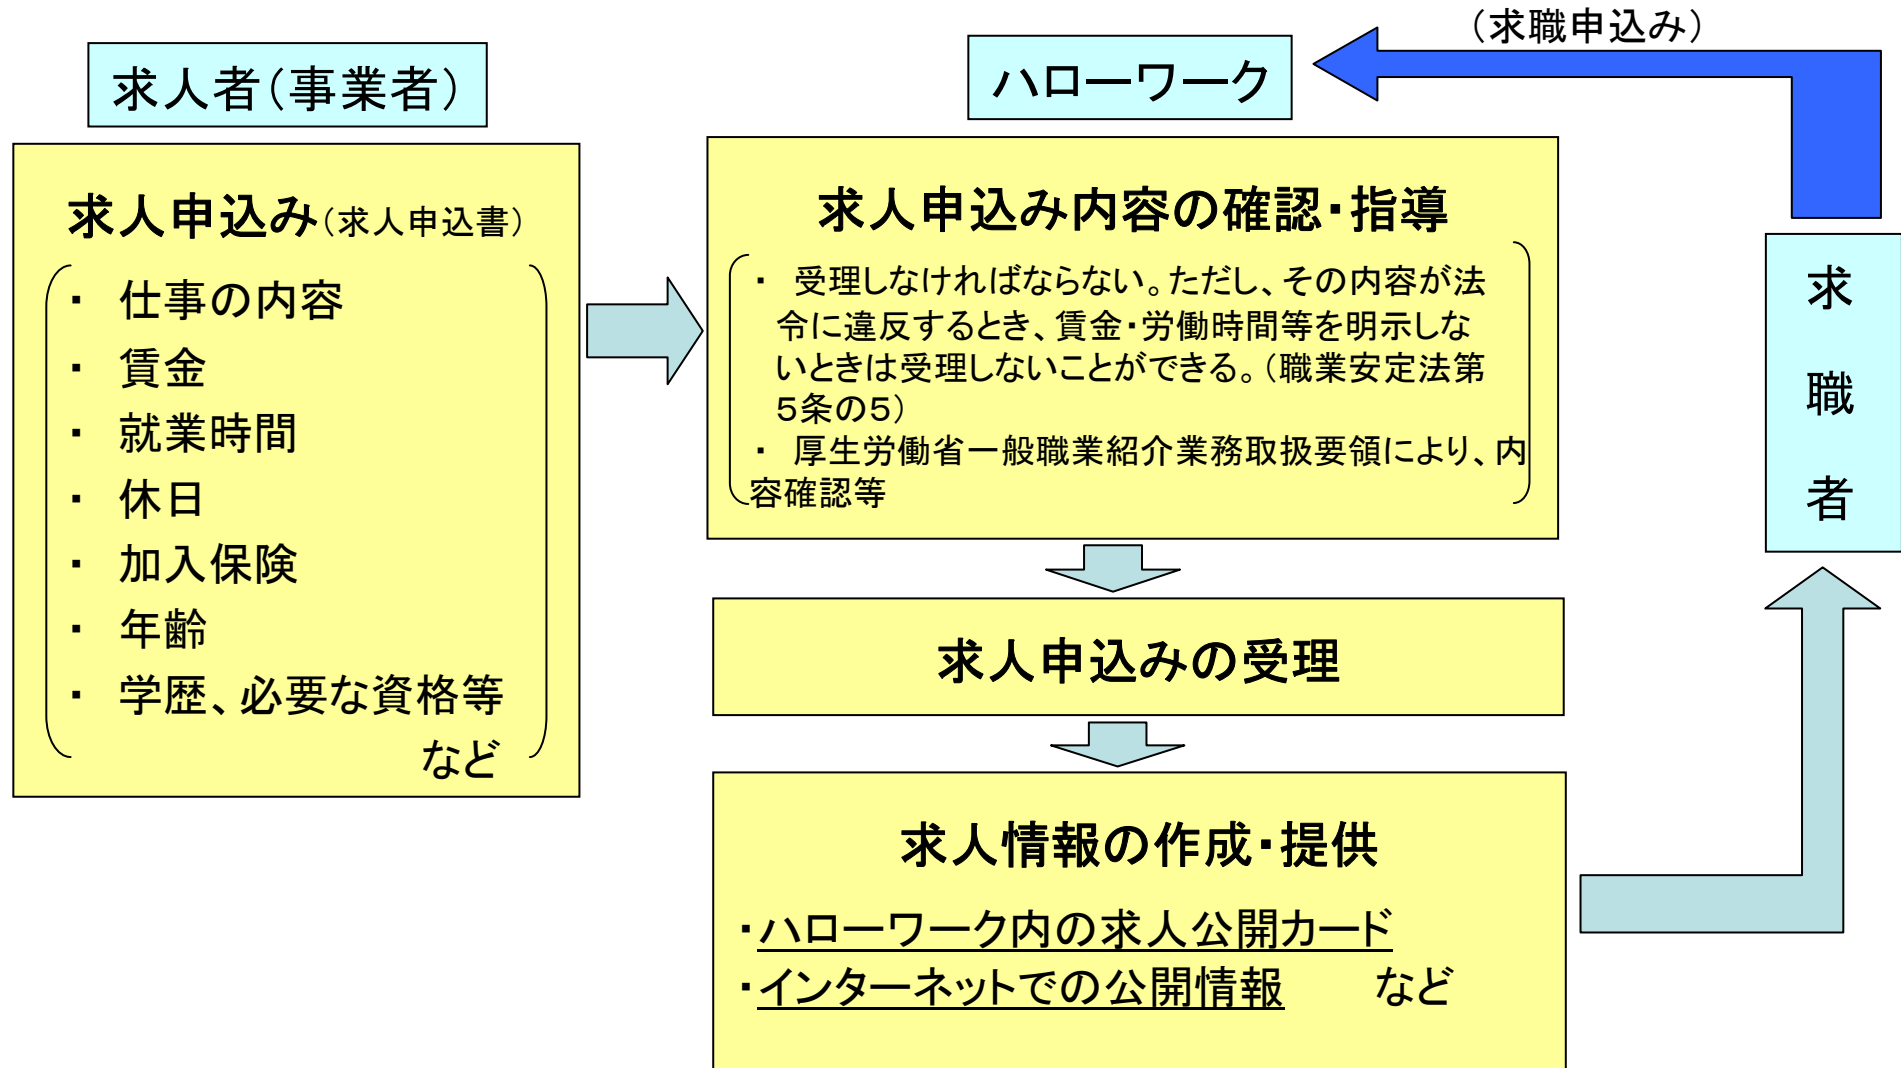 (求職申込み)
求人者(事業者)
ハローワーク
求人申込み(求人申込書)
・ 仕事の内容
・ 賃金
・ 就業時間
・ 休日
・ 加入保険
・ 年齢
・ 学歴、必要な資格等
など
求人申込み内容の確認・指導
・ 受理しなければならない。ただし、その内容が法
令に違反するとき、賃金・労働時間等を明示しな
いときは受理しないことができる。(職業安定法第
5条の5)
・ 厚生労働省一般職業紹介業務取扱要領により、内
容確認等
求人申込みの受理
求人情報の作成・提供
・ハローワーク内の求人公開カード
・インターネットでの公開情報 など
求
職
者